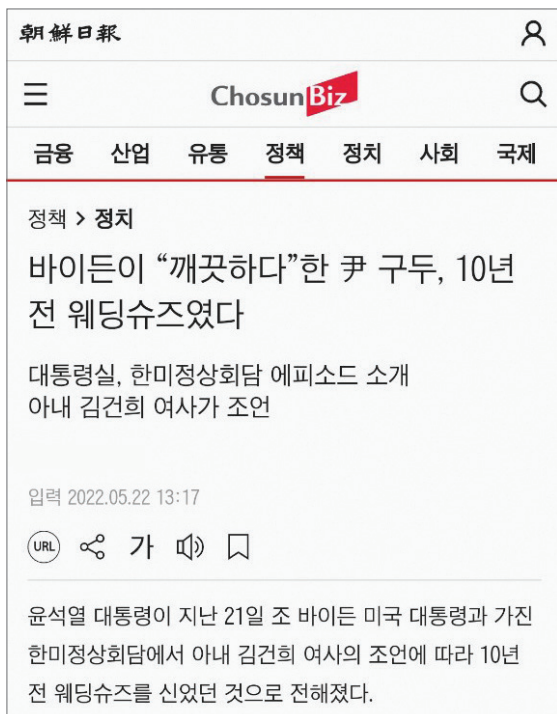 朝鮮日報
ChosunBiz
금융 산업 유통 정책 정치 사회 국제
정책 > 정치
바이든이 “깨끗하다”한 尹 구두, 10년
전 웨딩슈즈였다
대통령실, 한미정상회담 에피소드 소개
아내 김건희 여사가 조언
입력 2022.05.22 13:17
URL 가
윤석열 대통령이 지난 21일 조 바이든 미국 대통령과 가진
한미정상회담에서 아내 김건희 여사의 조언에 따라 10년
전 웨딩슈즈를 신었던 것으로 전해졌다.